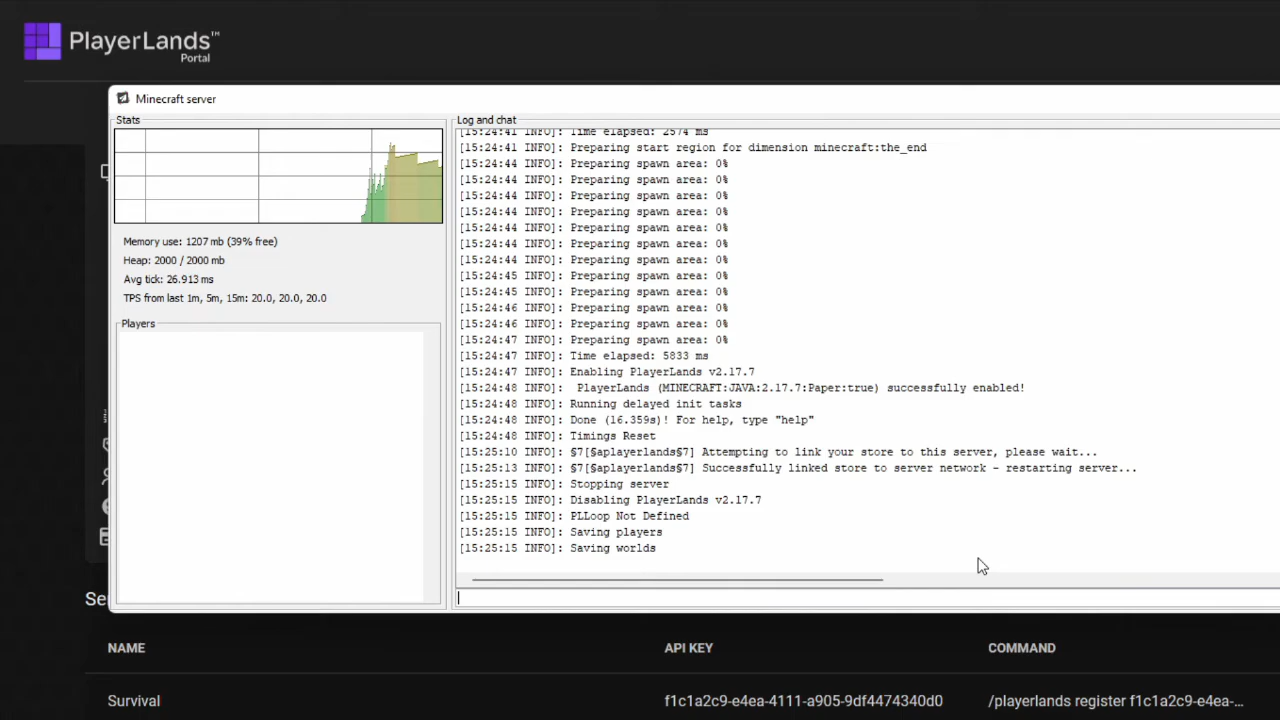 PlayerLands™
Portal
Minecraft server
Stats
Memory use: 1207 mb (39% free)
Heap: 2000 / 2000 mb
Avg tick: 26.913 ms
TPS from last 1m, 5m, 15m: 20.0, 20.0, 20.0
Players
Log and chat
[15:24:41 INFO]: Time elapsed: 2574 ms
[15:24:41 INFO]: Preparing start region for dimension minecraft:the_end
[15:24:44 INFO]: Preparing spawn area: 0%
[15:24:44 INFO]: Preparing spawn area: 0%
[15:24:44 INFO]: Preparing spawn area: 0%
[15:24:44 INFO]: Preparing spawn area: 0%
[15:24:44 INFO]: Preparing spawn area: 0%
[15:24:44 INFO]: Preparing spawn area: 0%
[15:24:44 INFO]: Preparing spawn area: 0%
[15:24:45 INFO]: Preparing spawn area: 0%
[15:24:45 INFO]: Preparing spawn area: 0%
[15:24:46 INFO]: Preparing spawn area: 0%
[15:24:46 INFO]: Preparing spawn area: 0%
[15:24:47 INFO]: Preparing spawn area: 0%
[15:24:47 INFO]: Time elapsed: 5833 ms
[15:24:47 INFO]: Enabling PlayerLands v2.17.7
[15:24:48 INFO]:  PlayerLands (MINECRAFT:JAVA:2.17.7:Paper:true) successfully enabled!
[15:24:48 INFO]: Running delayed init tasks
[15:24:48 INFO]: Done (16.359s)! For help, type "help"
[15:24:48 INFO]: Timings Reset
[15:25:10 INFO]: §7[§aplayerlands§7] Attempting to link your store to this server, please wait...
[15:25:13 INFO]: §7[§aplayerlands§7] Successfully linked store to server network - restarting server...
[15:25:15 INFO]: Stopping server
[15:25:15 INFO]: Disabling PlayerLands v2.17.7
[15:25:15 INFO]: PLLoop Not Defined
[15:25:15 INFO]: Saving players
[15:25:15 INFO]: Saving worlds
Se
NAME API KEY COMMAND
Survival f1c1a2c9-e4ea-4111-a905-9df4474340d0 /playerlands register f1c1a2c9-e4ea-...